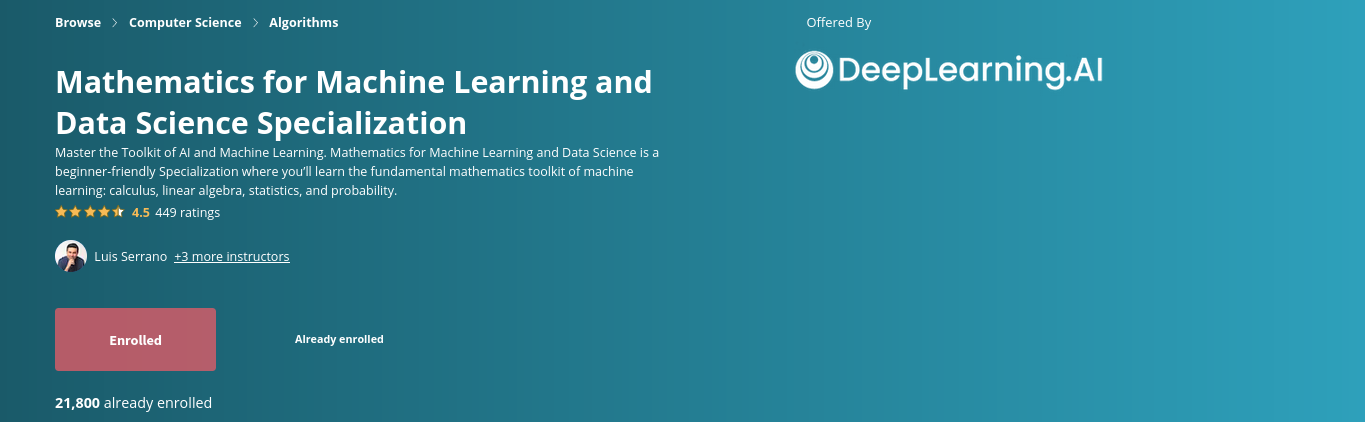 Browse > Computer Science > Algorithms
Offered By
DeepLearning.AI
Mathematics for Machine Learning and
Data Science Specialization
Master the Toolkit of AI and Machine Learning. Mathematics for Machine Learning and Data Science is a
beginner-friendly Specialization where you’ll learn the fundamental mathematics toolkit of machine
learning: calculus, linear algebra, statistics, and probability.
4.5 449 ratings
Luis Serrano +3 more instructors
Enrolled
Already enrolled
21,800 already enrolled